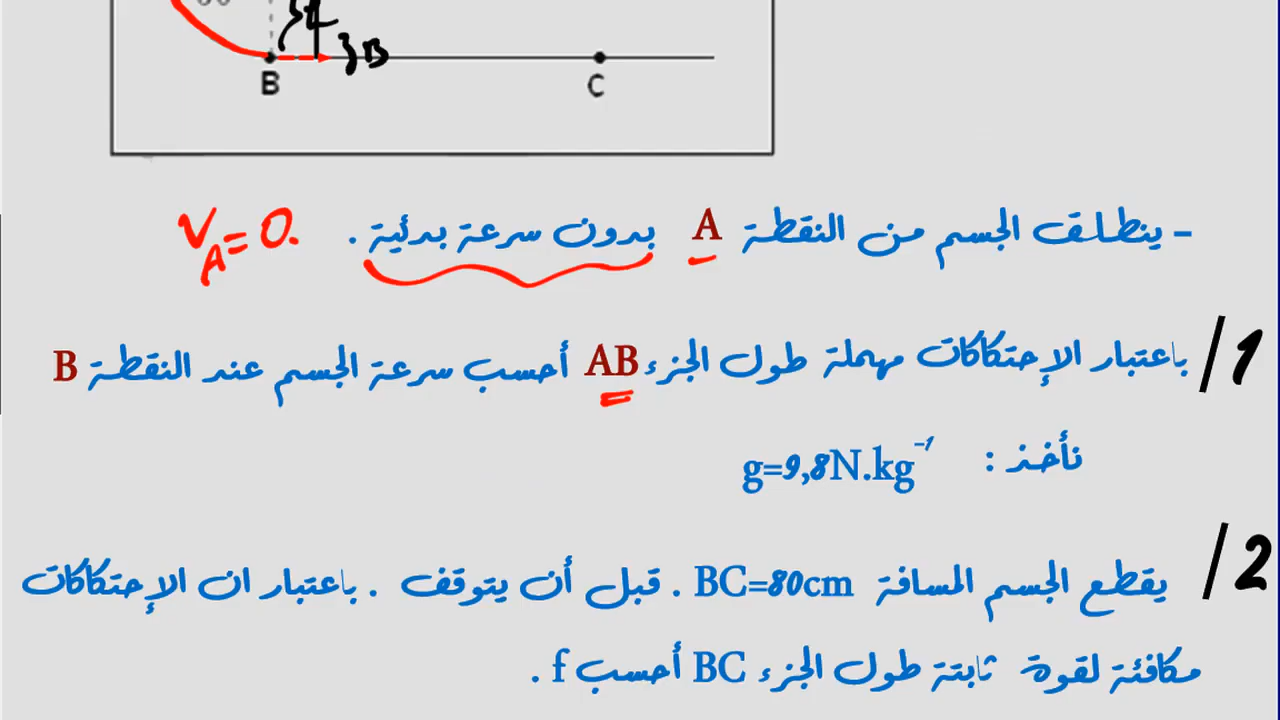 B C
- ينطلق الجسم من النقطة A بدون سرعة بدئية . V_A = 0.
1/ باعتبار الإحتكاكات مهملة طول الجزء AB أحسب سرعة الجسم عند النقطة B
نأخذ : g=9,8N.kg⁻¹
2/ يقطع الجسم المسافة BC=80cm . قبل أن يتوقف . باعتبار ان الإحتكاكات
مكافئة لقوة ثابتة طول الجزء BC أحسب f .